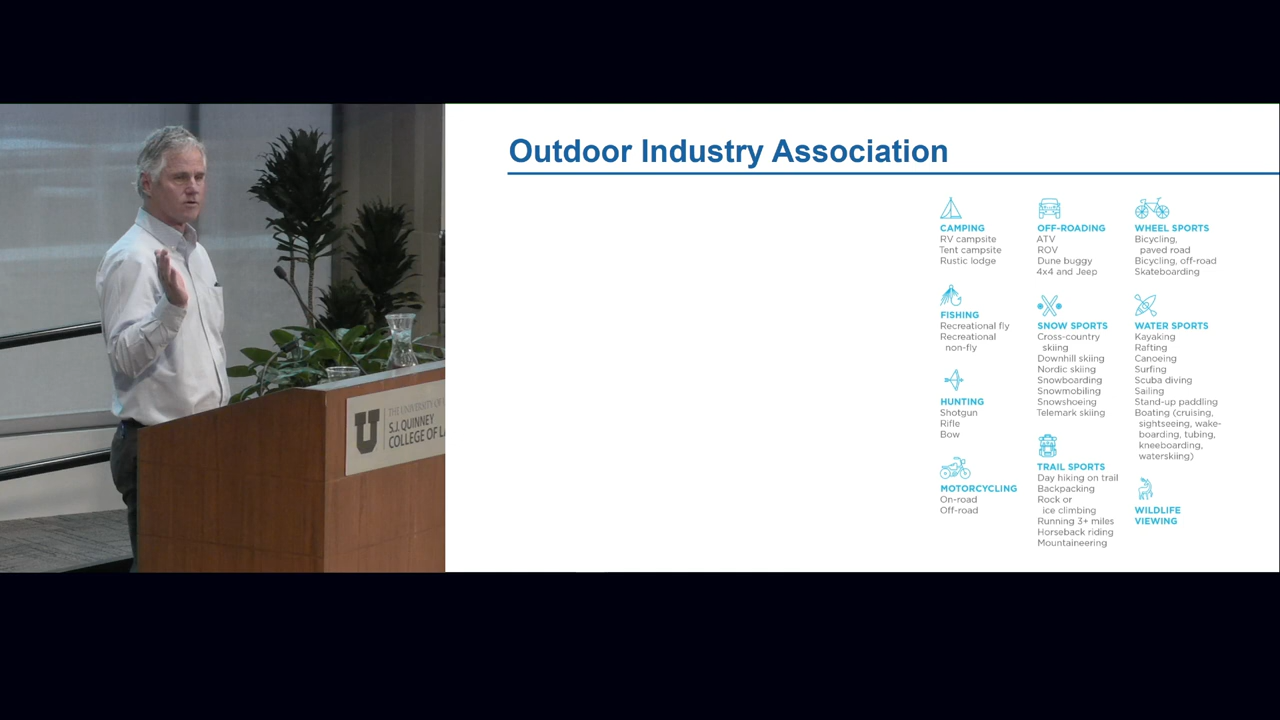 Outdoor Industry Association
CAMPING
RV campsite
Tent campsite
Rustic lodge
FISHING
Recreational fly
Recreational
non-fly
HUNTING
Shotgun
Rifle
Bow
MOTORCYCLING
On-road
Off-road
OFF-ROADING
ATV
ROV
Dune buggy
4x4 and Jeep
SNOW SPORTS
Cross-country
skiing
Downhill skiing
Nordic skiing
Snowboarding
Snowmobiling
Snowshoeing
Telemark skiing
TRAIL SPORTS
Day hiking on trail
Backpacking
Rock or
ice climbing
Running 3+ miles
Horseback riding
Mountaineering
WHEEL SPORTS
Bicycling,
paved road
Bicycling, off-road
Skateboarding
WATER SPORTS
Kayaking
Rafting
Canoeing
Surfing
Scuba diving
Sailing
Stand-up paddling
Boating (cruising,
sightseeing, wake-
boarding, tubing,
kneeboarding,
waterskiing)
WILDLIFE
VIEWING
U
THE UNIVERSITY OF
S.J. QUINNEY
COLLEGE OF